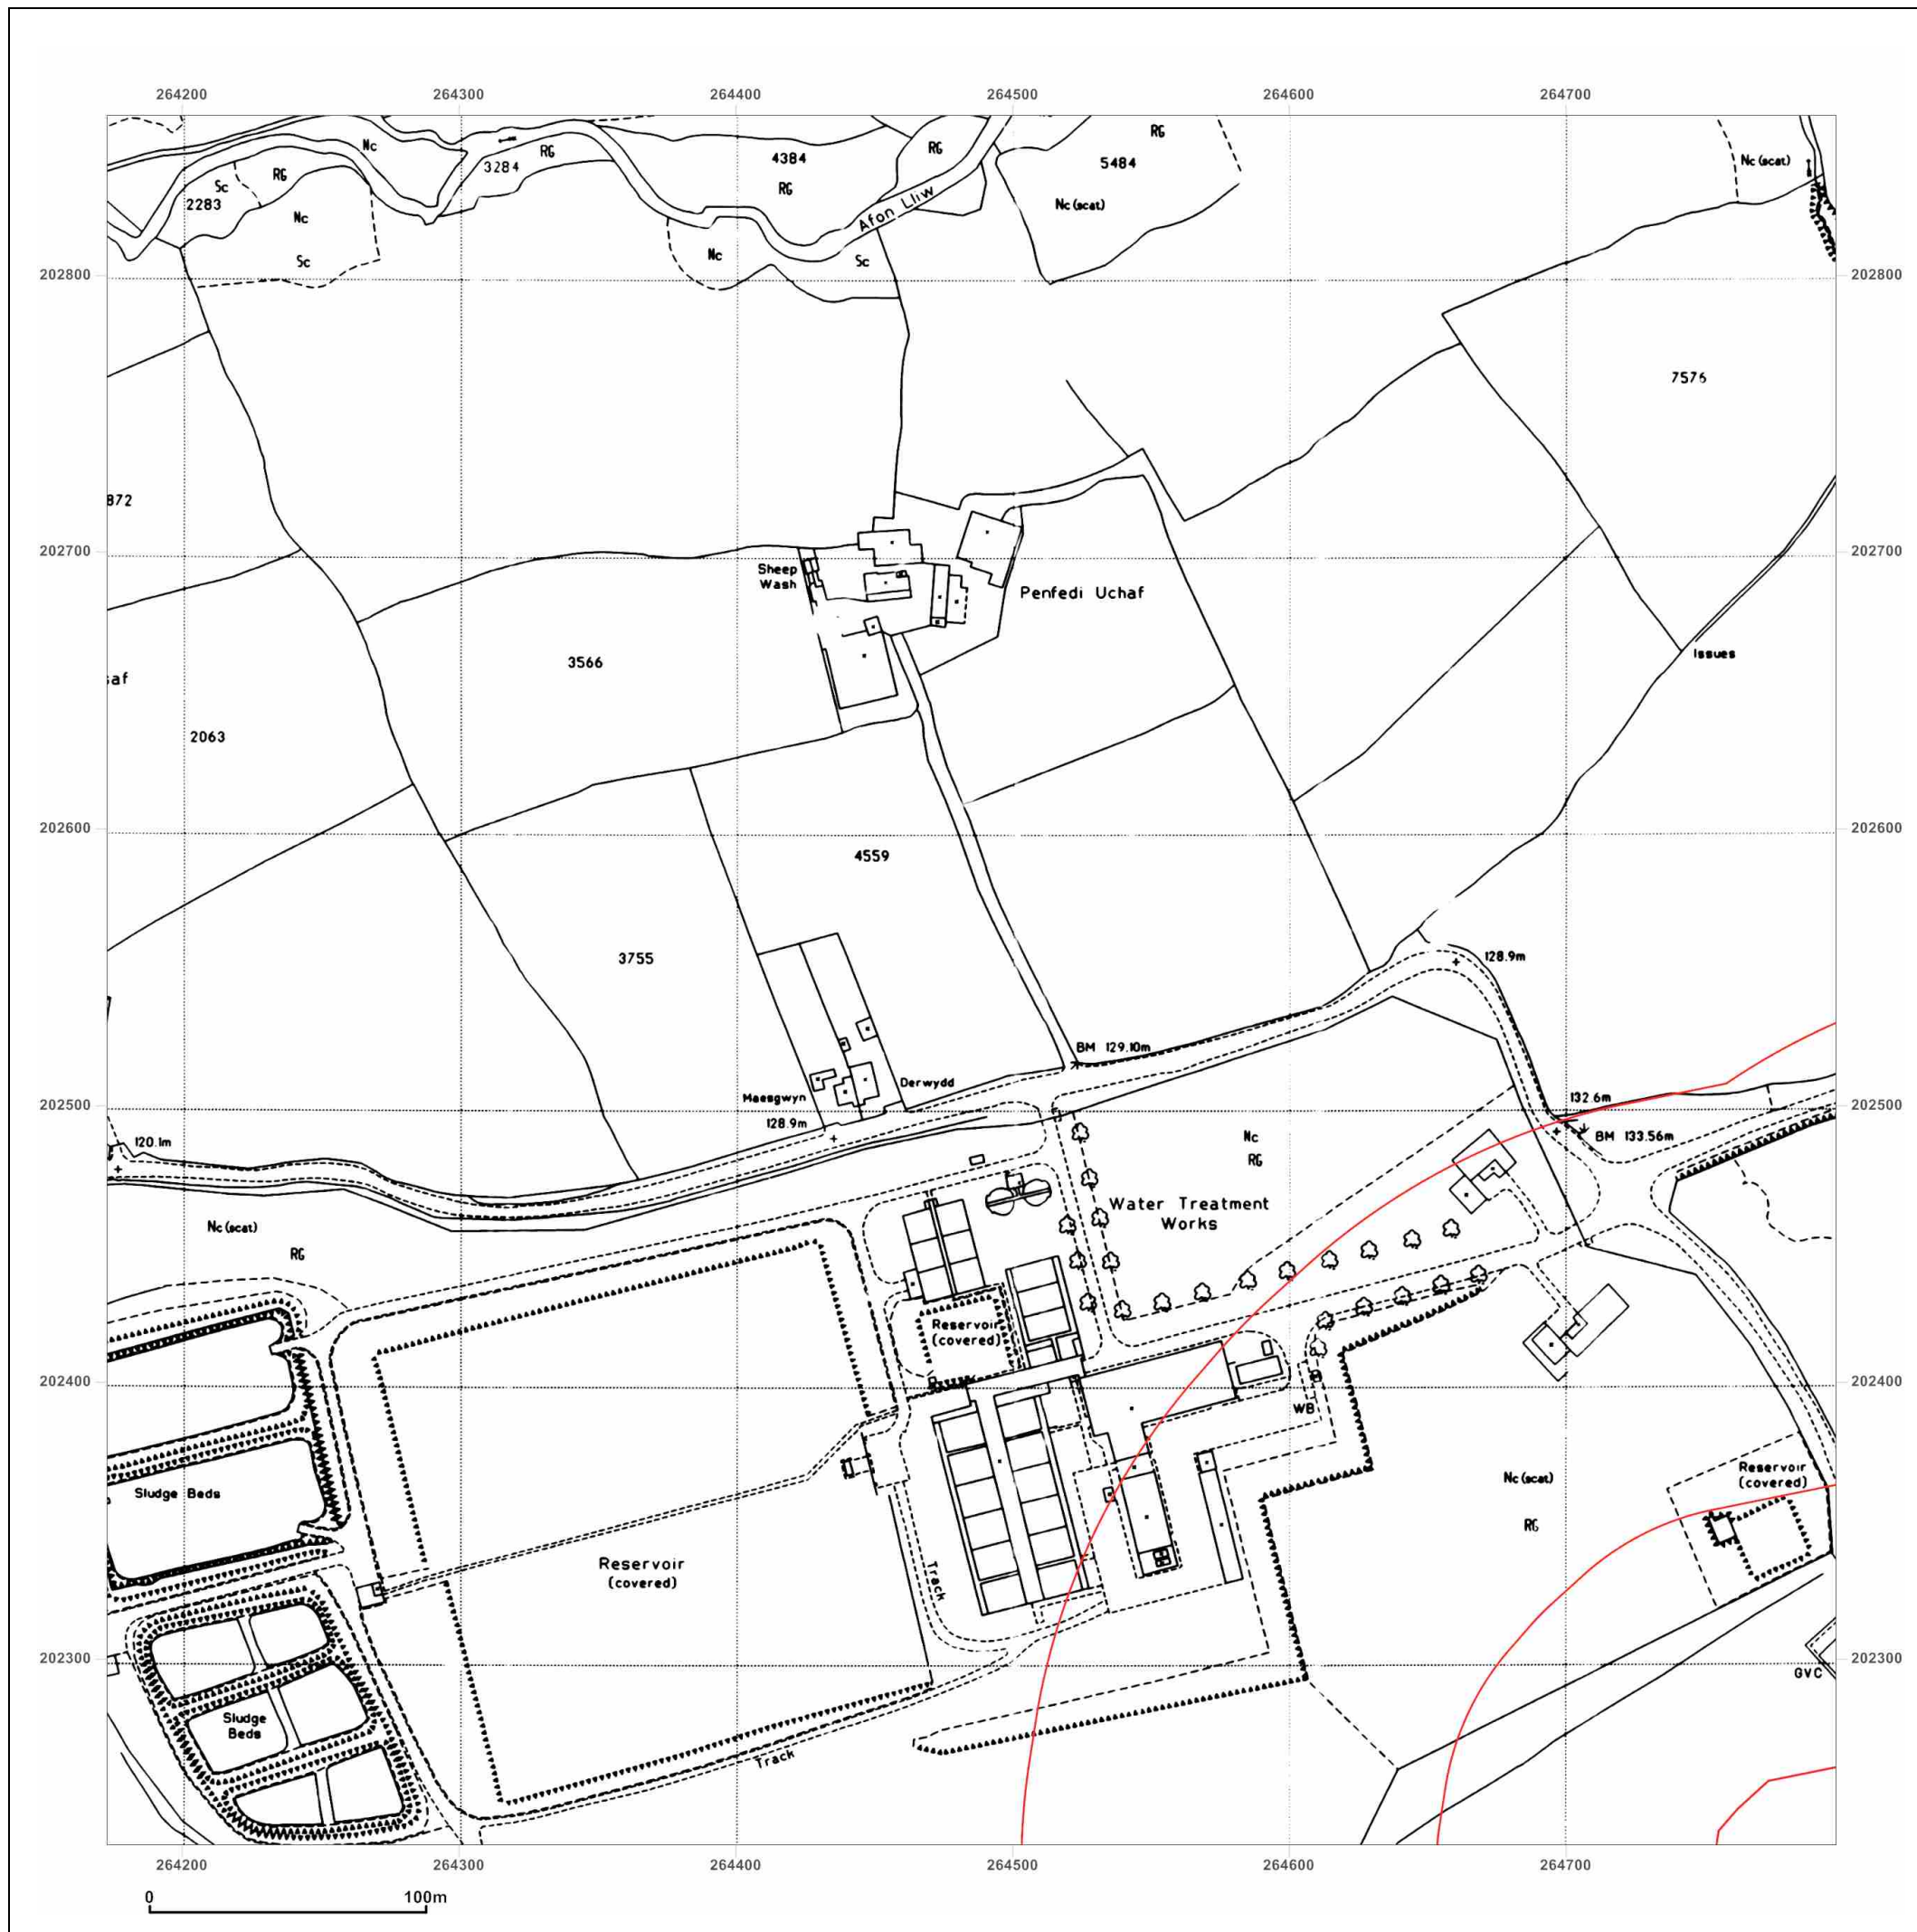 264200 264300 264400 264500 264600 264700
Nc
RG
3284
4384
RG
RG
RG
5484
Nc (scat)
Sc
RG
2283
Nc
Sc
Nc (scat)
Afon Lliw
Nc
Sc
202800
202800
7576
872
202700
202700
Sheep
Wash
Penfedi Uchaf
3566
Issues
af
2063
202600
202600
4559
3755
128.9m
BM 129.10m
Derwydd
Maesgwyn
128.9m
132.6m
202500
202500
120.1m
BM 133.56m
Nc
RG
Water Treatment
Works
Nc (scat)
RG
Reservoir
(covered)
202400
202400
WB
Sludge Beds
Nc (scat)
RG
Reservoir
(covered)
Reservoir
(covered)
Track
202300
202300
GVC
Sludge
Beds
Track
264200 264300 264400 264500 264600 264700
0 100m